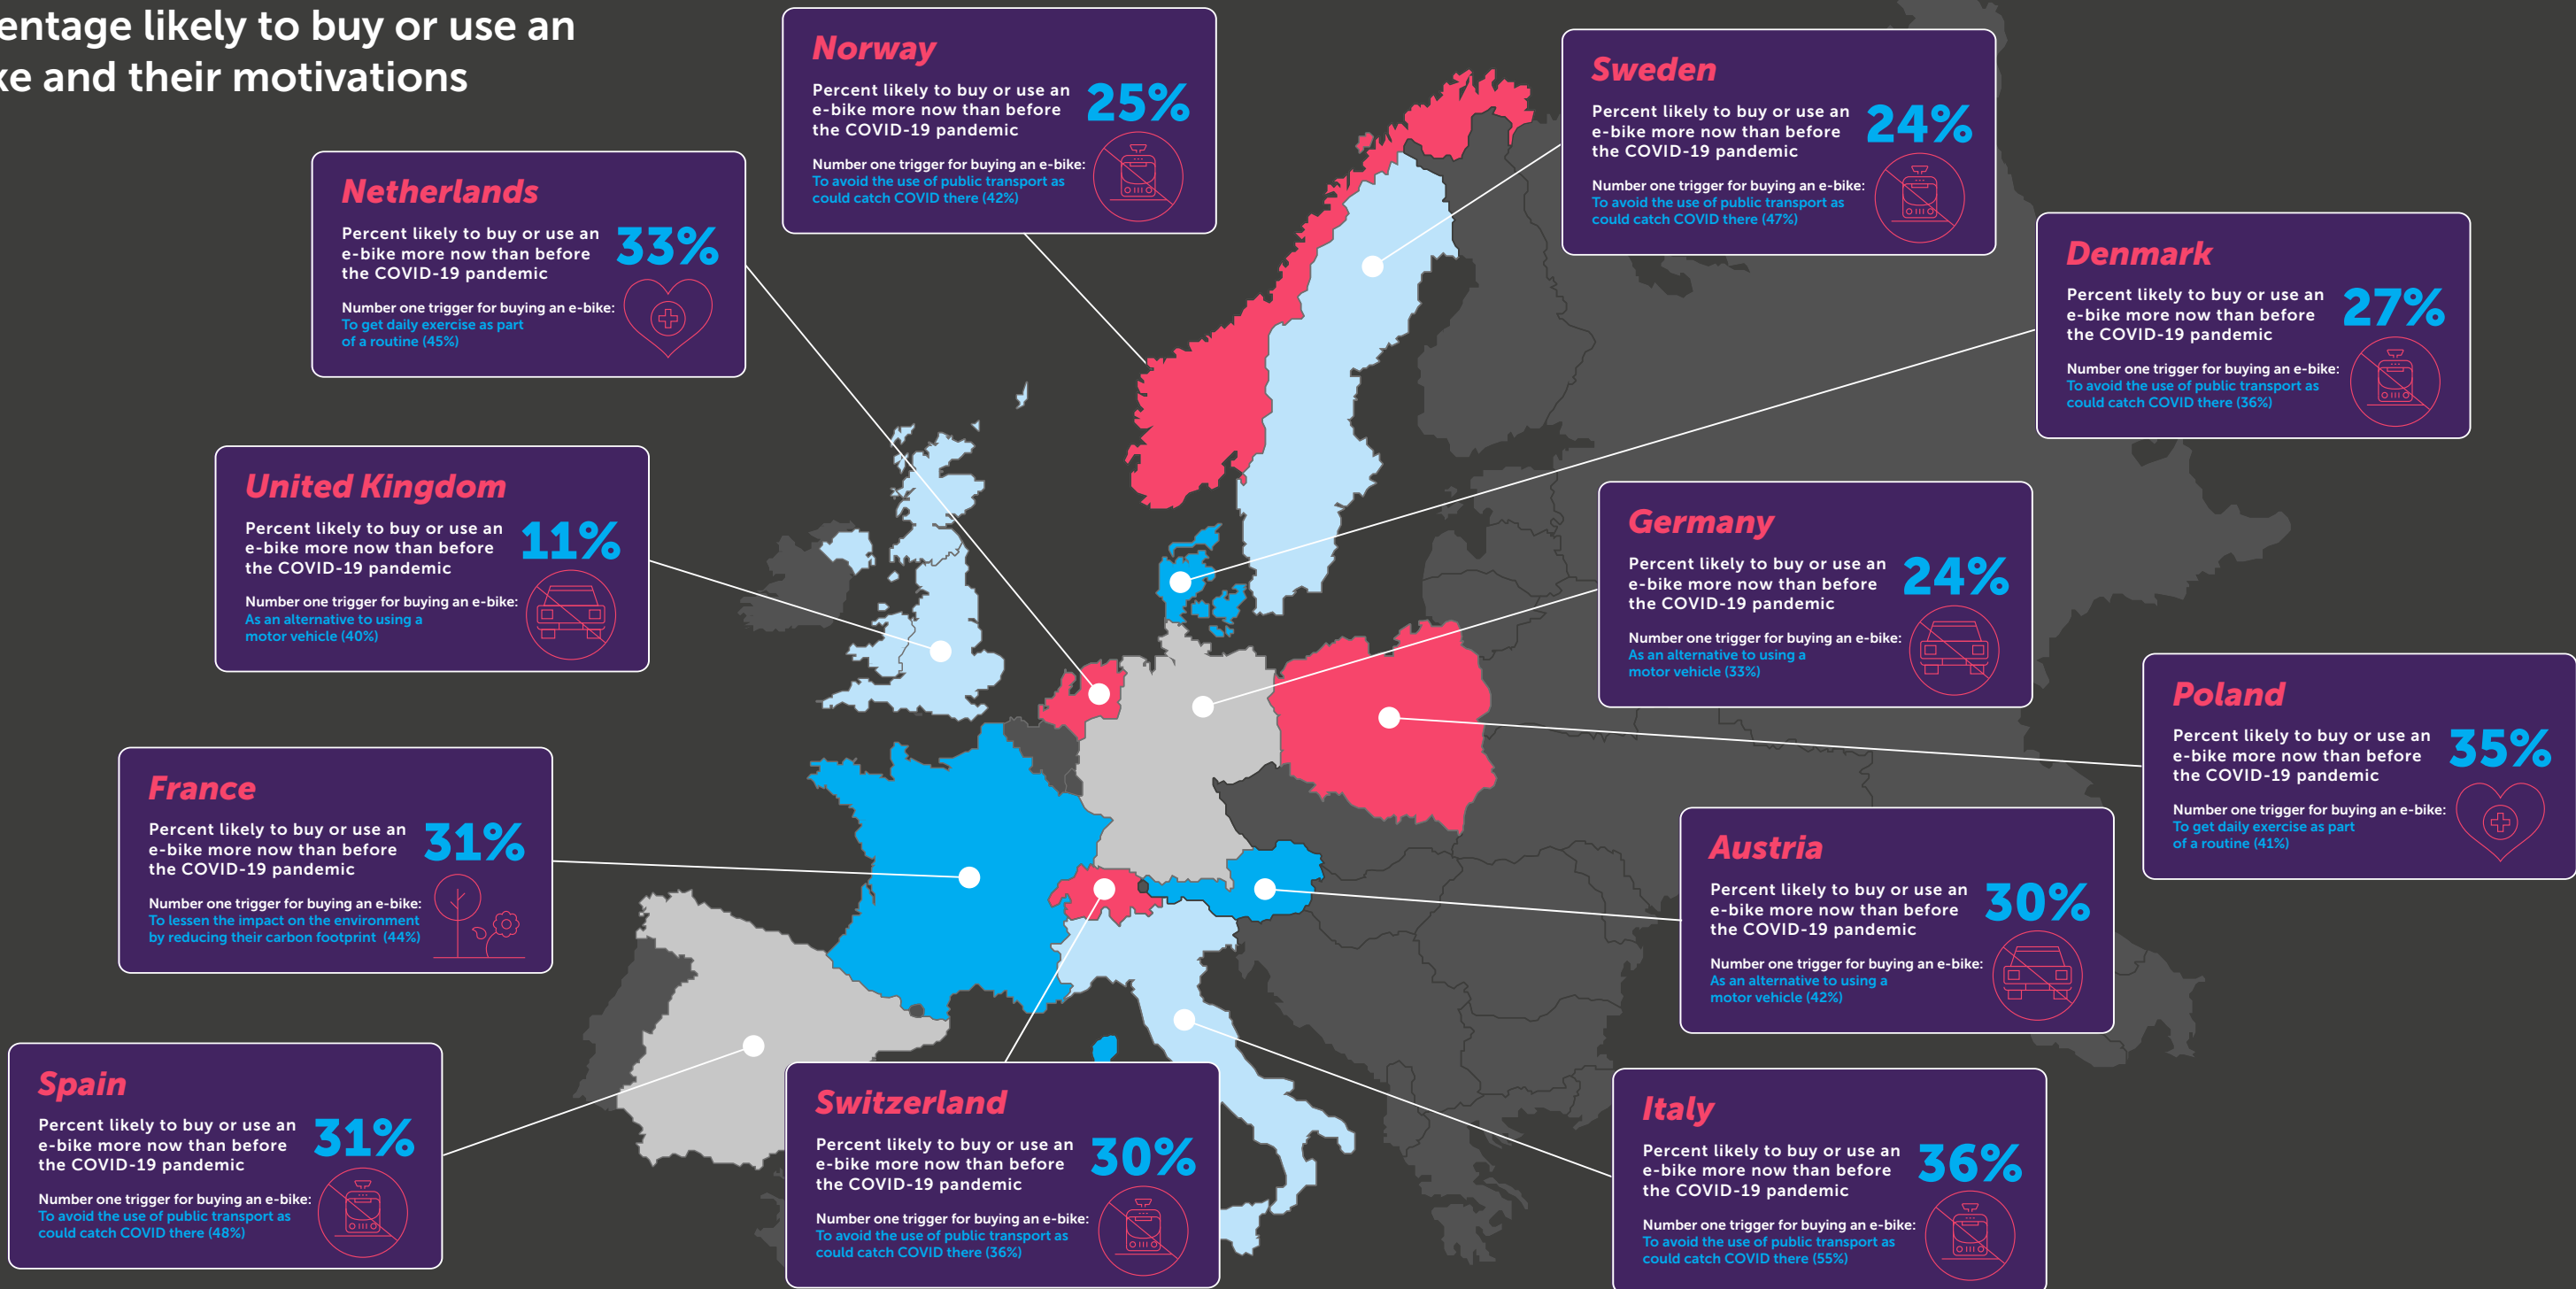 entage likely to buy or use an
ke and their motivations
Norway
Percent likely to buy or use an
e-bike more now than before
the COVID-19 pandemic
25%
Number one trigger for buying an e-bike:
To avoid the use of public transport as
could catch COVID there (42%)
Sweden
Percent likely to buy or use an
e-bike more now than before
the COVID-19 pandemic
24%
Number one trigger for buying an e-bike:
To avoid the use of public transport as
could catch COVID there (47%)
Netherlands
Percent likely to buy or use an
e-bike more now than before
the COVID-19 pandemic
33%
Number one trigger for buying an e-bike:
To get daily exercise as part
of a routine (45%)
Denmark
Percent likely to buy or use an
e-bike more now than before
the COVID-19 pandemic
27%
Number one trigger for buying an e-bike:
To avoid the use of public transport as
could catch COVID there (36%)
United Kingdom
Percent likely to buy or use an
e-bike more now than before
the COVID-19 pandemic
11%
Number one trigger for buying an e-bike:
As an alternative to using a
motor vehicle (40%)
Germany
Percent likely to buy or use an
e-bike more now than before
the COVID-19 pandemic
24%
Number one trigger for buying an e-bike:
As an alternative to using a
motor vehicle (33%)
Poland
Percent likely to buy or use an
e-bike more now than before
the COVID-19 pandemic
35%
Number one trigger for buying an e-bike:
To get daily exercise as part
of a routine (41%)
France
Percent likely to buy or use an
e-bike more now than before
the COVID-19 pandemic
31%
Number one trigger for buying an e-bike:
To lessen the impact on the environment
by reducing their carbon footprint (44%)
Austria
Percent likely to buy or use an
e-bike more now than before
the COVID-19 pandemic
30%
Number one trigger for buying an e-bike:
As an alternative to using a
motor vehicle (42%)
Spain
Percent likely to buy or use an
e-bike more now than before
the COVID-19 pandemic
31%
Number one trigger for buying an e-bike:
To avoid the use of public transport as
could catch COVID there (48%)
Switzerland
Percent likely to buy or use an
e-bike more now than before
the COVID-19 pandemic
30%
Number one trigger for buying an e-bike:
To avoid the use of public transport as
could catch COVID there (36%)
Italy
Percent likely to buy or use an
e-bike more now than before
the COVID-19 pandemic
36%
Number one trigger for buying an e-bike:
To avoid the use of public transport as
could catch COVID there (55%)